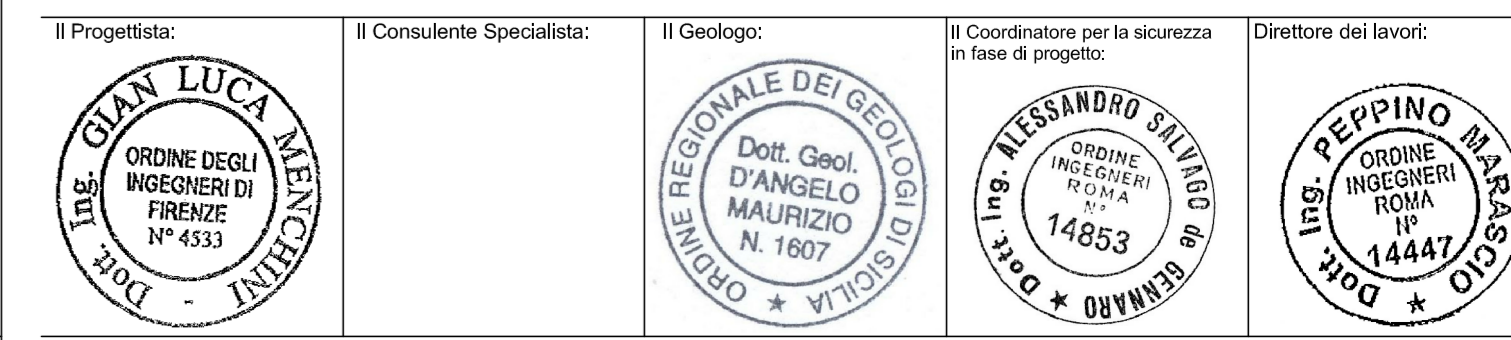 Il Progettista:
Dott. Ing. GIAN LUCA MENCHINI -
ORDINE DEGLI
INGEGNERI DI
FIRENZE
N° 4533
Il Consulente Specialista:
Il Geologo:
ORDINE REGIONALE DEI GEOLOGI DI SICILIA ★
Dott. Geol.
D'ANGELO
MAURIZIO
N. 1607
Il Coordinatore per la sicurezza
in fase di progetto:
Dott. Ing. ALESSANDRO SALVAGO de GENNARO ★
ORDINE
INGEGNERI
ROMA
N°
14853
Direttore dei lavori:
Dott. Ing. PEPPINO MARASCIO ★
ORDINE
INGEGNERI
ROMA
N°
14447